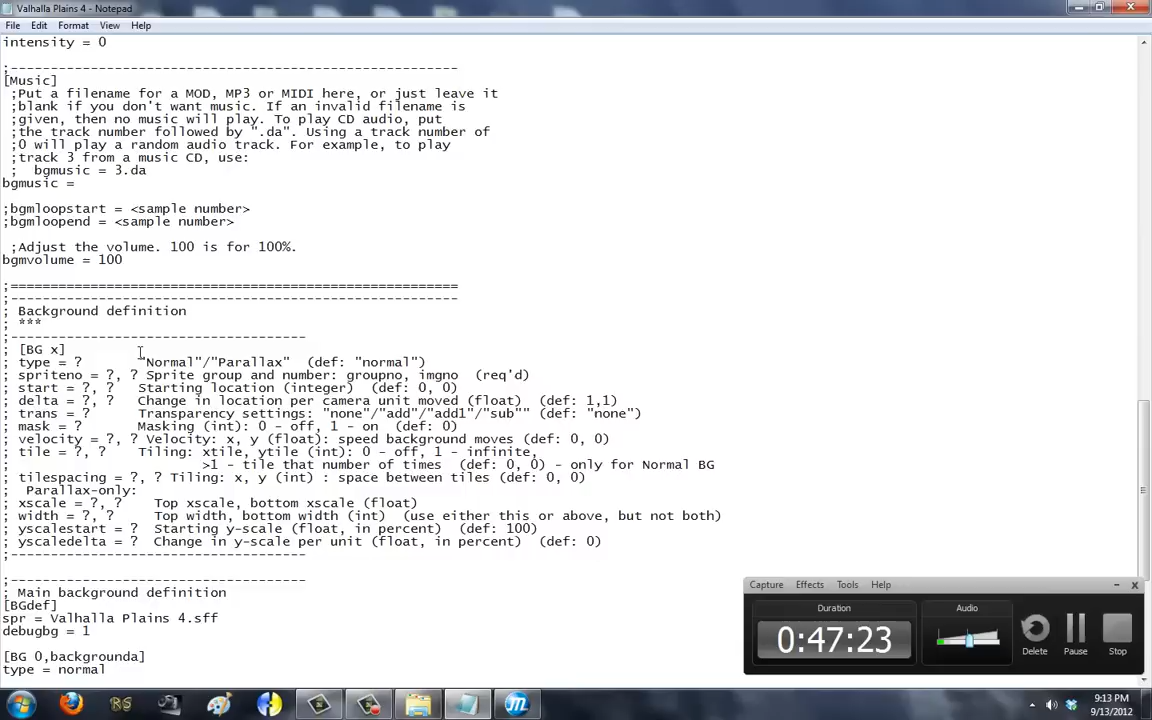 Valhalla Plains 4 - Notepad
File Edit Format View Help
intensity = 0
;--------------------------------------------------------
[Music]
;Put a filename for a MOD, MP3 or MIDI here, or just leave it
;blank if you don't want music. If an invalid filename is
;given, then no music will play. To play CD audio, put
;the track number followed by ".da". Using a track number of
;0 will play a random audio track. For example, to play
;track 3 from a music CD, use:
;  bgmusic = 3.da
bgmusic =
;bgmloopstart = <sample number>
;bgmloopend = <sample number>
;Adjust the volume. 100 is for 100%.
bgmvolume = 100
;========================================================
;--------------------------------------------------------
; Background definition
; ***
;-------------------------------------
; [BG x]
; type = ?       "Normal"/"Parallax"  (def: "normal")
; spriteno = ?, ? Sprite group and number: groupno, imgno  (req'd)
; start = ?, ?   Starting location (integer)  (def: 0, 0)
; delta = ?, ?   Change in location per camera unit moved (float)  (def: 1,1)
; trans = ?      Transparency settings: "none"/"add"/"add1"/"sub"" (def: "none")
; mask = ?       Masking (int): 0 - off, 1 - on  (def: 0)
; velocity = ?, ? Velocity: x, y (float): speed background moves (def: 0, 0)
; tile = ?, ?    Tiling: xtile, ytile (int): 0 - off, 1 - infinite,
;                        >1 - tile that number of times  (def: 0, 0) - only for Normal BG
; tilespacing = ?, ? Tiling: x, y (int) : space between tiles (def: 0, 0)
;  Parallax-only:
; xscale = ?, ?    Top xscale, bottom xscale (float)
; width = ?, ?     Top width, bottom width (int)  (use either this or above, but not both)
; yscalestart = ?  Starting y-scale (float, in percent)  (def: 100)
; yscaledelta = ?  Change in y-scale per unit (float, in percent)  (def: 0)
;-------------------------------------
;-------------------------------------
; Main background definition
[BGdef]
spr = Valhalla Plains 4.sff
debugbg = 1
[BG 0,backgrounda]
type = normal
Capture Effects Tools Help
Duration Audio
0:47:23
Delete Pause Stop
RS
9:13 PM
9/13/2012